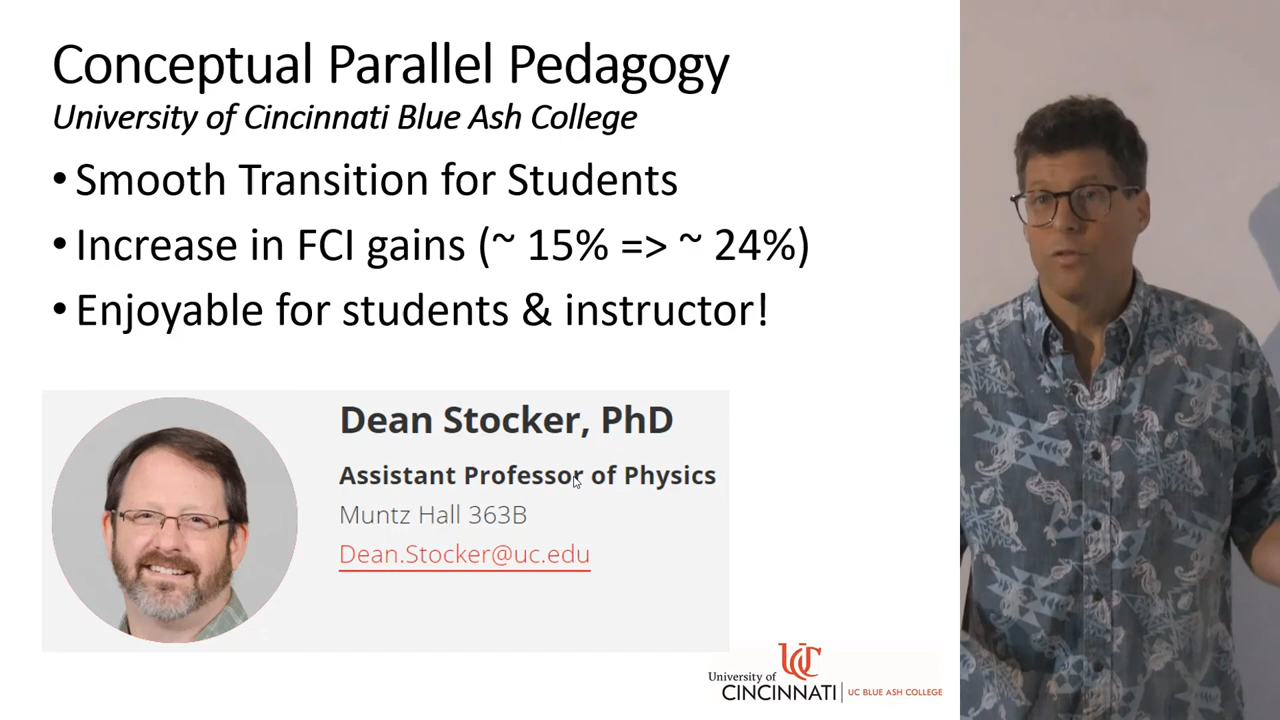 Conceptual Parallel Pedagogy
University of Cincinnati Blue Ash College
• Smooth Transition for Students
• Increase in FCI gains (~ 15% => ~ 24%)
• Enjoyable for students & instructor!
Dean Stocker, PhD
Assistant Professor of Physics
Muntz Hall 363B
Dean.Stocker@uc.edu
UC
University of
CINCINNATI | UC BLUE ASH COLLEGE